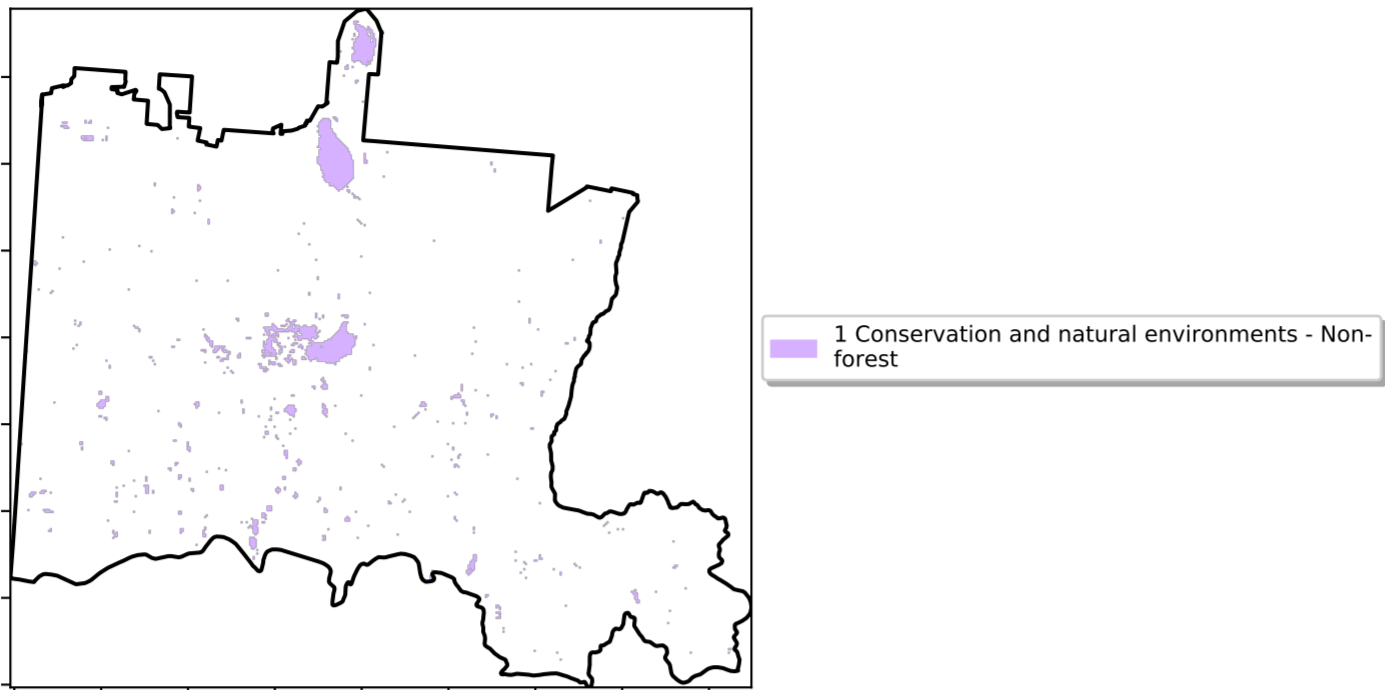 1 Conservation and natural environments - Non-
forest